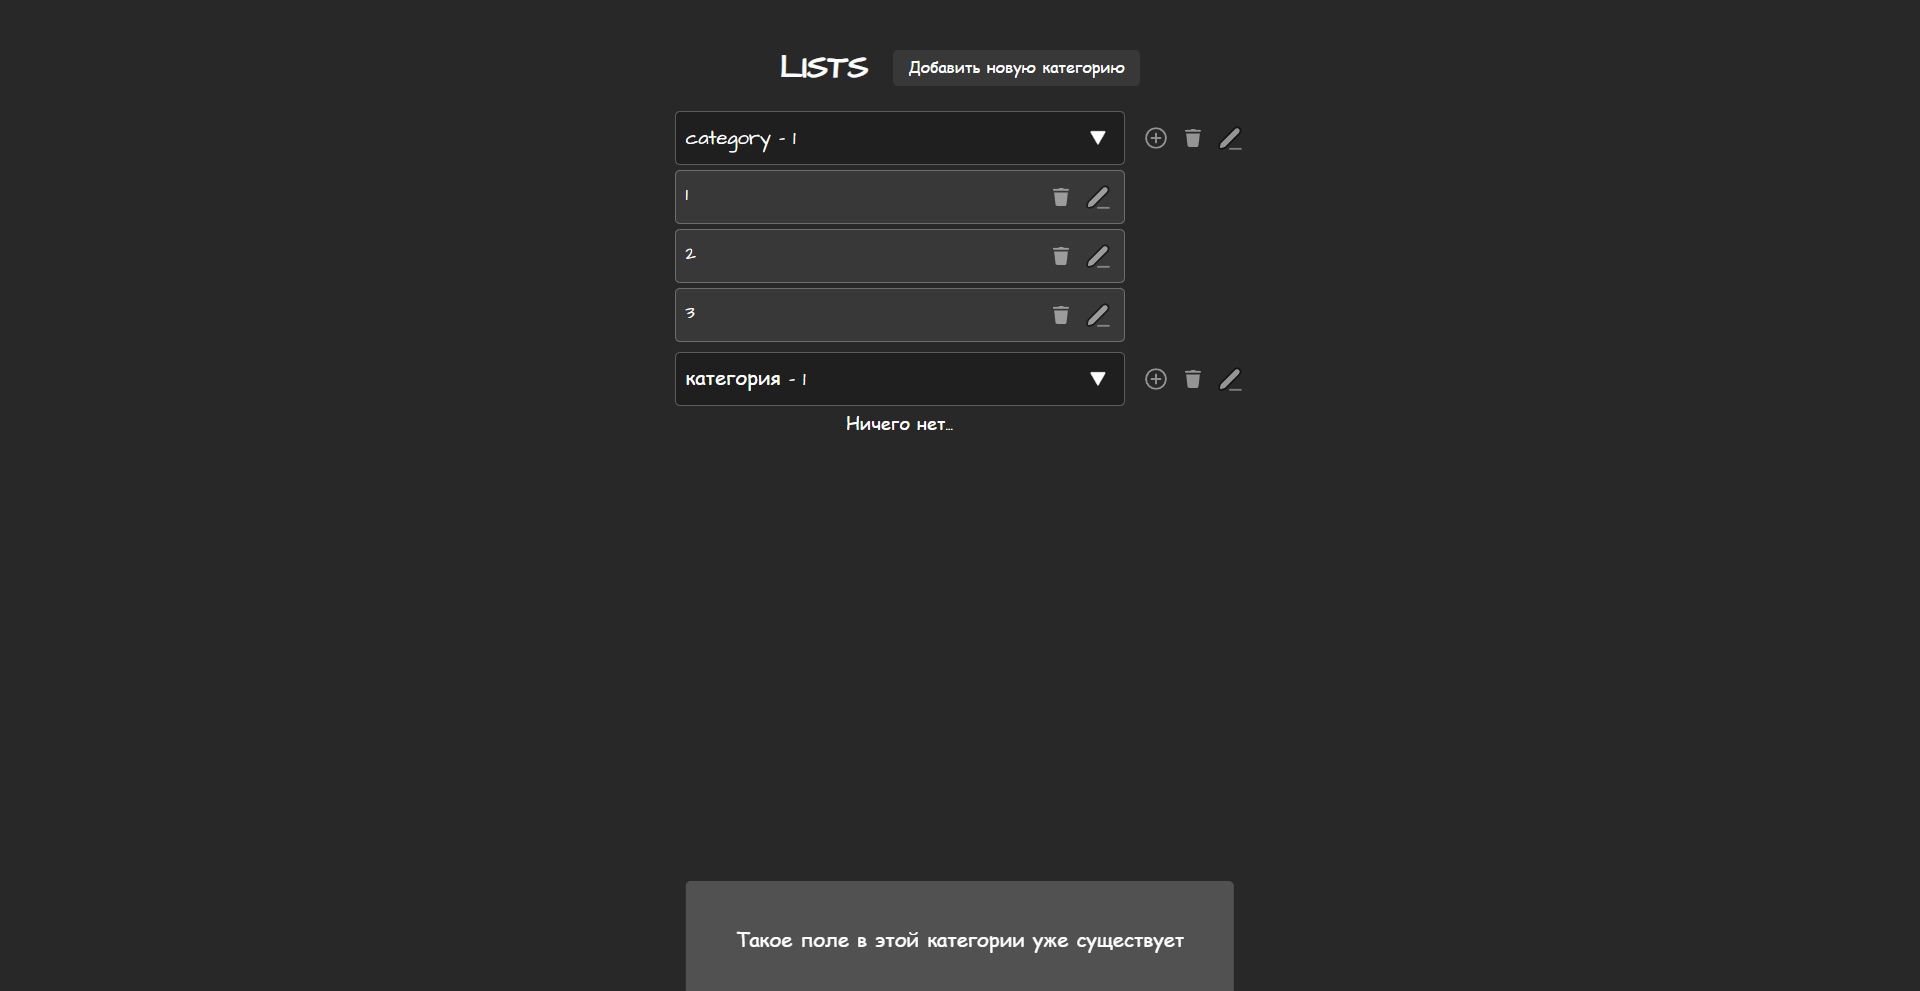 LISTS
Добавить новую категорию
category - 1
1
2
3
категория - 1
Ничего нет...
Такое поле в этой категории уже существует